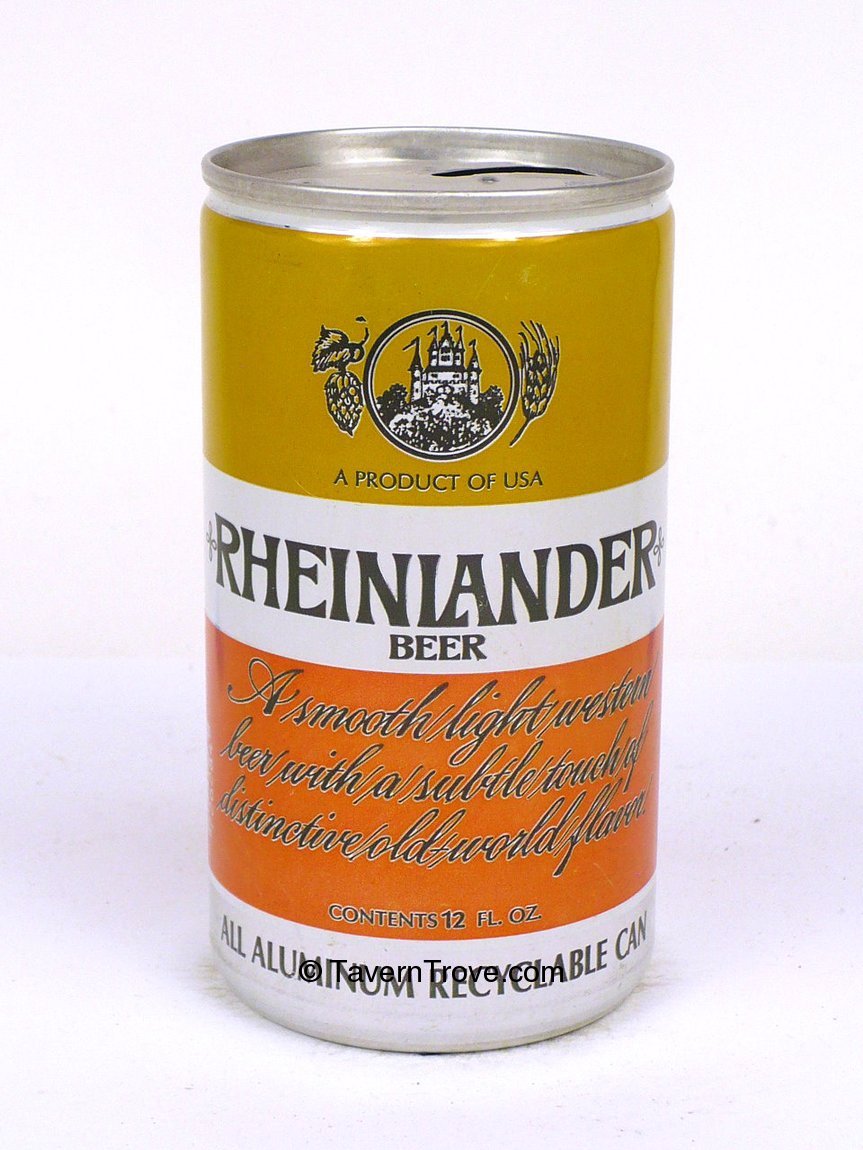 A PRODUCT OF USA
RHEINLANDER
BEER
A smooth light western
beer with a subtle touch of
distinctive old-world flavor.
CONTENTS 12 FL. OZ.
ALL ALUMINUM RECYCLABLE CAN
© TavernTrove.com